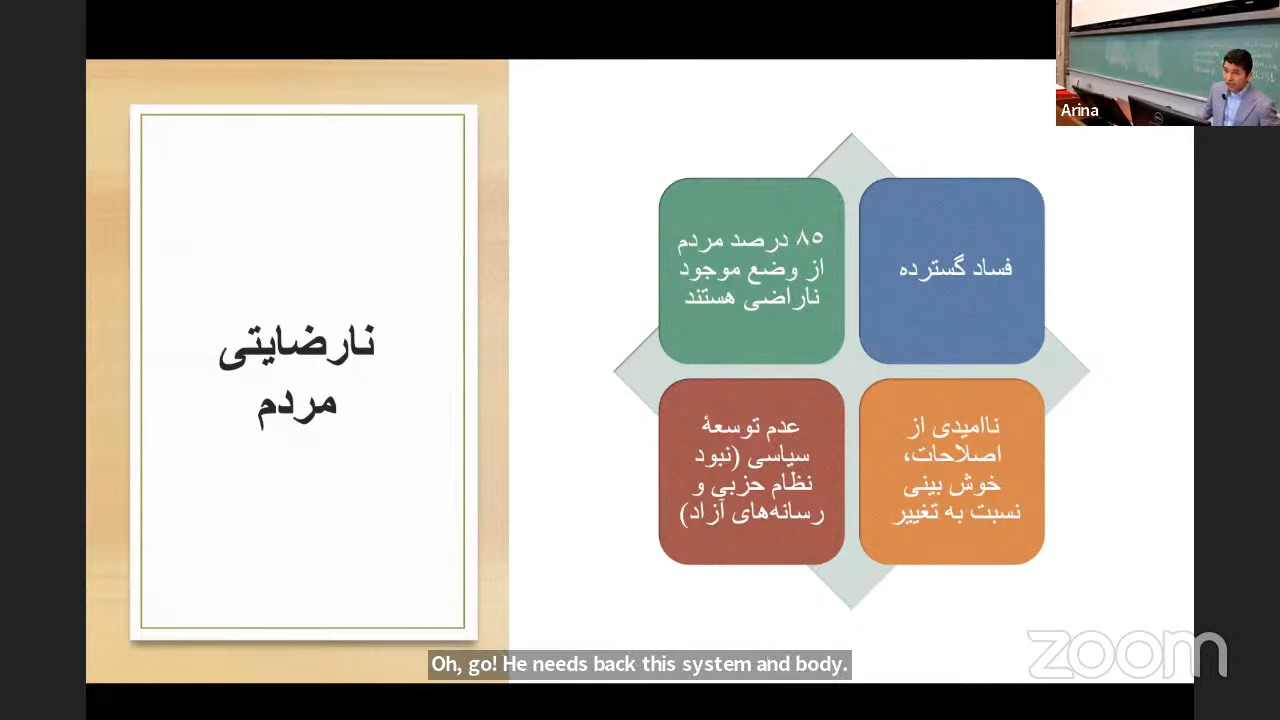 Arina
نارضایتی
مردم
فساد گسترده
۸۵ درصد مردم
از وضع موجود
ناراضی هستند
ناامیدی از
اصلاحات،
خوش بینی
نسبت به تغییر
عدم توسعۀ
سیاسی (نبود
نظام حزبی و
رسانه‌های آزاد)
Oh, go! He needs back this system and body.
zoom